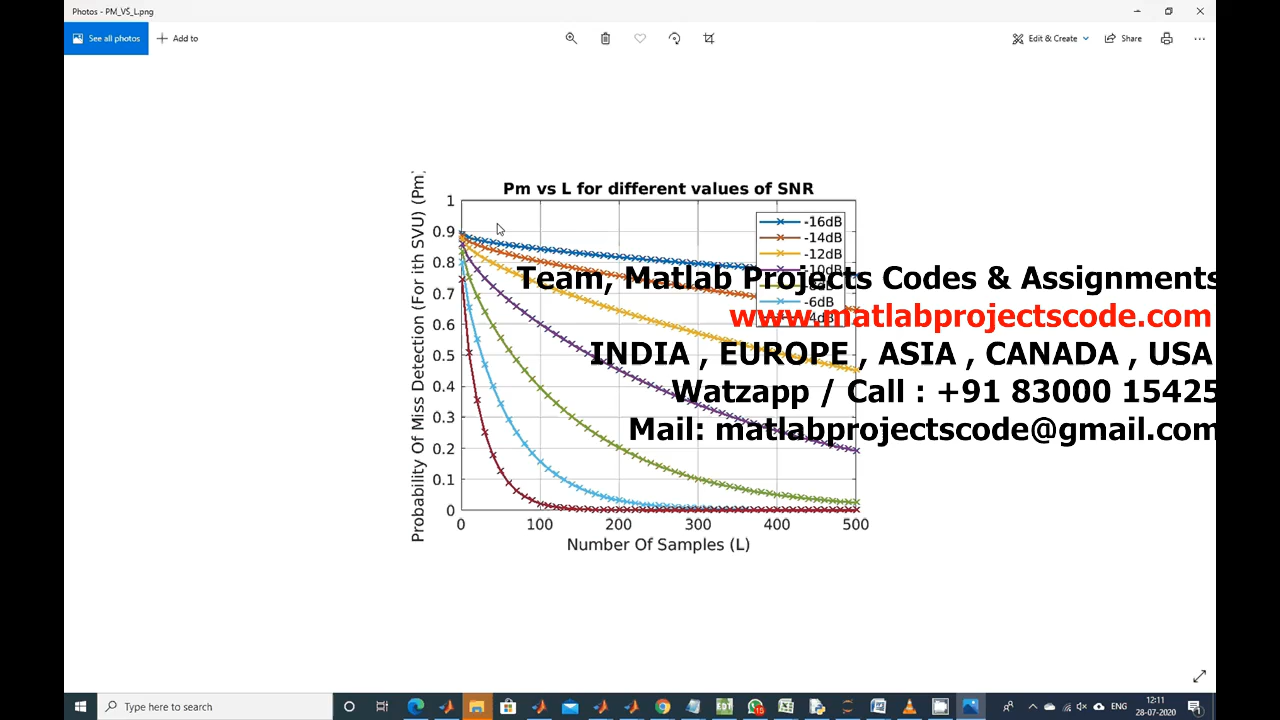 Photos - PM_VS_L.png
See all photos
Add to
Edit & Create
Share
Pm vs L for different values of SNR
Probability Of Miss Detection (For ith SVU) (Pm)
1
0.9
0.8
0.7
0.6
0.5
0.4
0.3
0.2
0.1
0
0 100 200 300 400 500
Number Of Samples (L)
-16dB
-14dB
-12dB
-10dB
-6dB
Team, Matlab Projects Codes & Assignments
www.matlabprojectscode.com
INDIA , EUROPE , ASIA , CANADA , USA
Watzapp / Call : +91 83000 15425
Mail: matlabprojectscode@gmail.com
Type here to search
ENG
12:11
28-07-2020